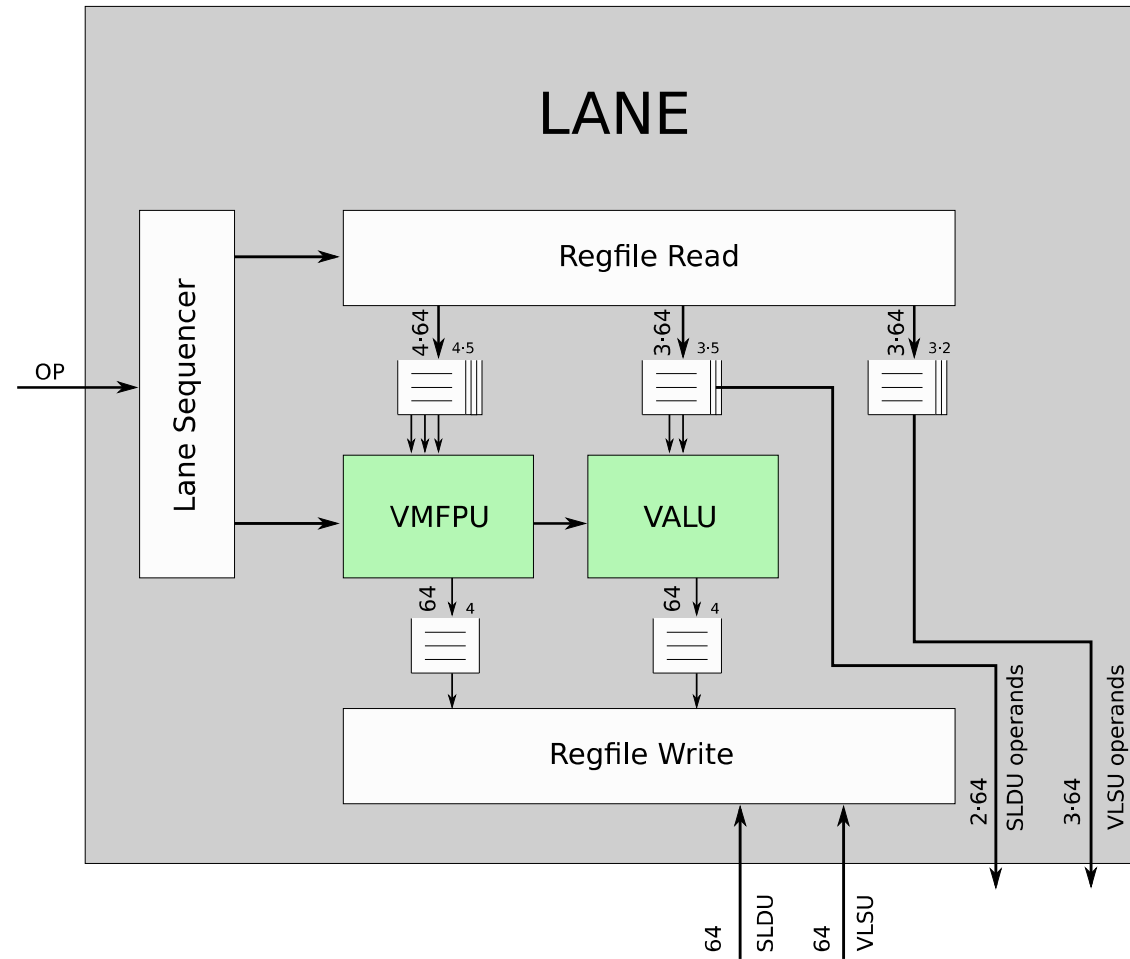 LANE
Regfile Read
Lane Sequencer
OP
4·64
4·5
3·64
3·5
3·64
3·2
VMFPU
VALU
64
4
64
4
Regfile Write
2·64
SLDU operands
3·64
VLSU operands
64
SLDU
64
VLSU